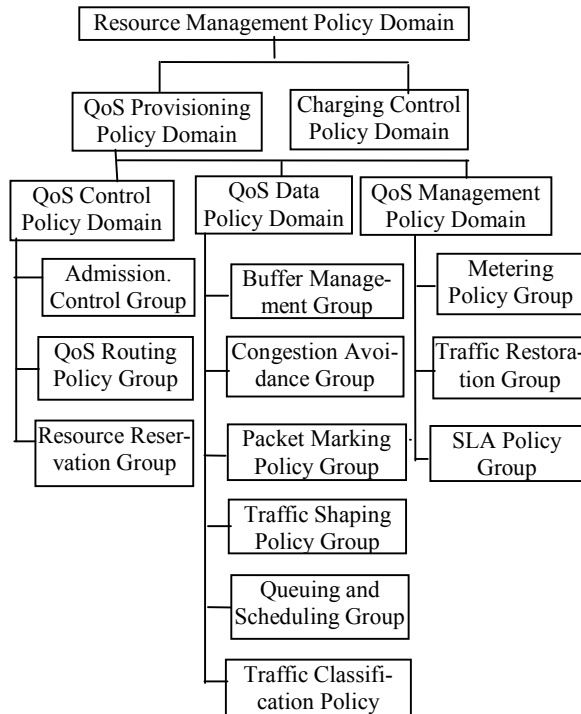 Resource Management Policy Domain
QoS Provisioning
Policy Domain
Charging Control
Policy Domain
QoS Control
Policy Domain
QoS Data
Policy Domain
QoS Management
Policy Domain
Admission.
Control Group
QoS Routing
Policy Group
Resource Reser-
vation Group
Buffer Manage-
ment Group
Congestion Avoi-
dance Group
Packet Marking
Policy Group
Traffic Shaping
Policy Group
Queuing and
Scheduling Group
Traffic Classifi-
cation Policy
Metering
Policy Group
Traffic Restora-
tion Group
SLA Policy
Group